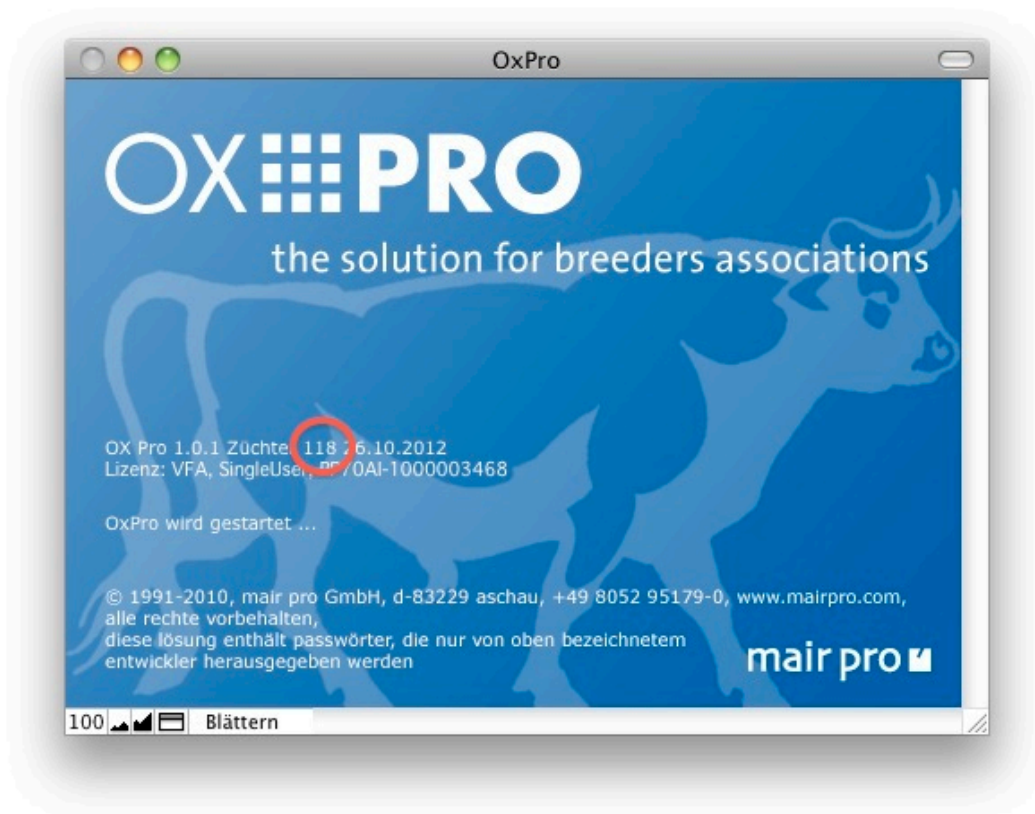 OxPro
OX PRO
the solution for breeders associations
OX Pro 1.0.1 Züchter 118 26.10.2012
Lizenz: VFA, SingleUser, 70AI-1000003468
OxPro wird gestartet ...
© 1991-2010, mair pro GmbH, d-83229 aschau, +49 8052 95179-0, www.mairpro.com,
alle rechte vorbehalten,
diese lösung enthält passwörter, die nur von oben bezeichnetem
entwickler herausgegeben werden
mair pro
100 Blättern